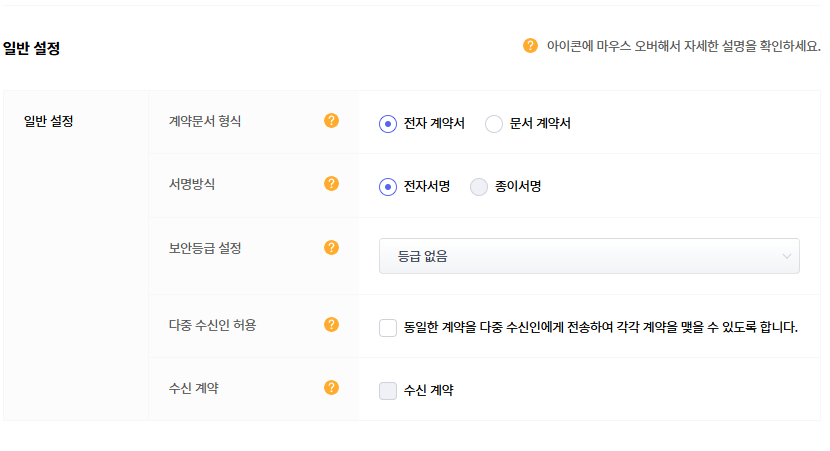 일반 설정
? 아이콘에 마우스 오버해서 자세한 설명을 확인하세요.
일반 설정
계약문서 형식 ? 전자 계약서 문서 계약서
서명방식 ? 전자서명 종이서명
보안등급 설정 ? 등급 없음
다중 수신인 허용 ? 동일한 계약을 다중 수신인에게 전송하여 각각 계약을 맺을 수 있도록 합니다.
수신 계약 ? 수신 계약